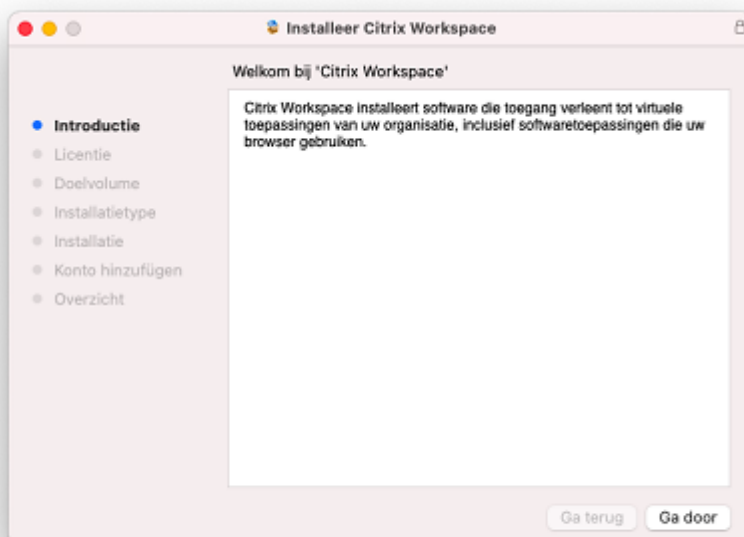 Installeer Citrix Workspace
Welkom bij 'Citrix Workspace'
Introductie
Licentie
Doelvolume
Installatietype
Installatie
Konto hinzufügen
Overzicht
Citrix Workspace installeert software die toegang verleent tot virtuele
toepassingen van uw organisatie, inclusief softwaretoepassingen die uw
browser gebruiken.
Ga terug
Ga door